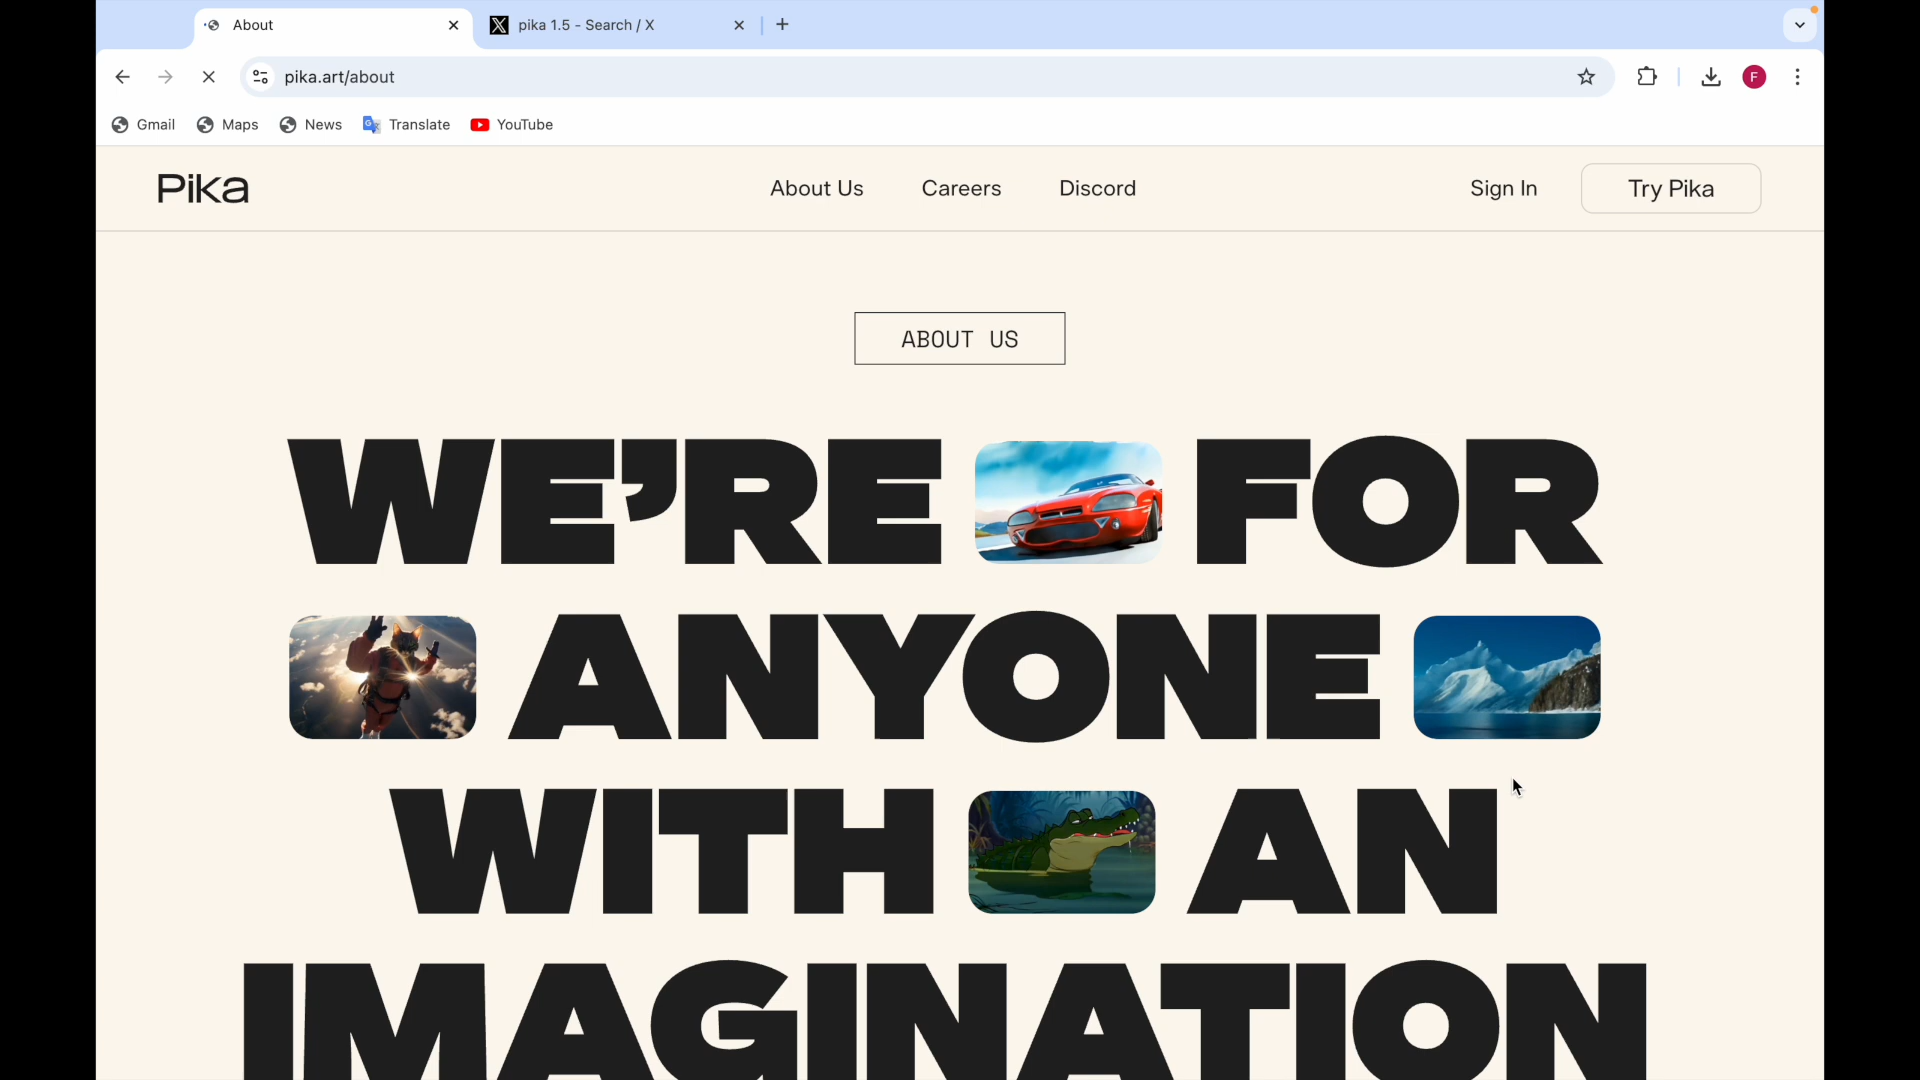 About
pika 1.5 - Search / X
pika.art/about
F
Gmail
Maps
News
Translate
YouTube
Pika
About Us
Careers
Discord
Sign In
Try Pika
ABOUT US
WE’RE FOR
ANYONE
WITH AN
IMAGINATION